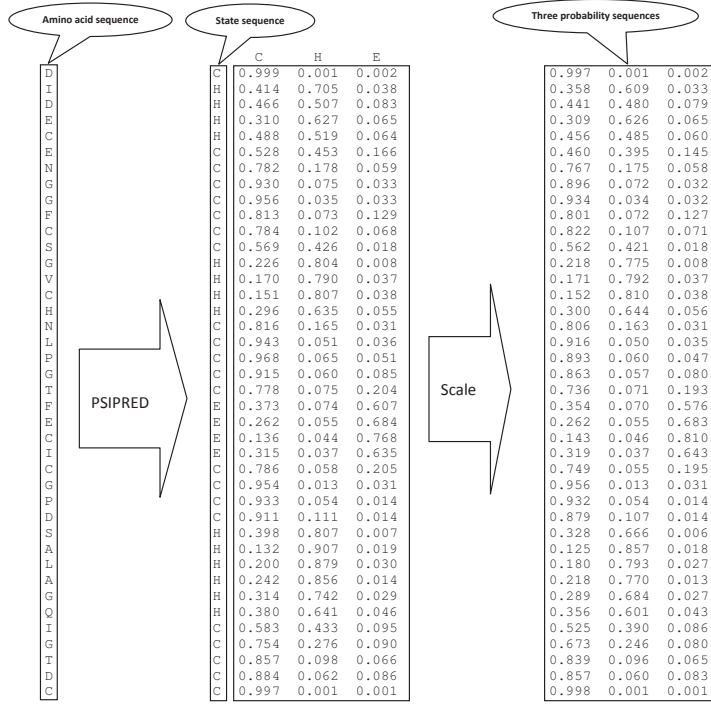 Amino acid sequence State sequence Three probability sequences
C H E
D C 0.999 0.001 0.002 0.997 0.001 0.002
I H 0.414 0.705 0.038 0.358 0.609 0.033
D H 0.466 0.507 0.083 0.441 0.480 0.079
E H 0.310 0.627 0.065 0.309 0.626 0.065
C H 0.488 0.519 0.064 0.456 0.485 0.060
E C 0.528 0.453 0.166 0.460 0.395 0.145
N C 0.782 0.178 0.059 0.767 0.175 0.058
G C 0.930 0.075 0.033 0.896 0.072 0.032
G C 0.956 0.035 0.033 0.934 0.034 0.032
F C 0.813 0.073 0.129 0.801 0.072 0.127
C C 0.784 0.102 0.068 0.822 0.107 0.071
S C 0.569 0.426 0.018 0.562 0.421 0.018
G H 0.226 0.804 0.008 0.218 0.775 0.008
V H 0.170 0.790 0.037 0.171 0.792 0.037
C H 0.151 0.807 0.038 0.152 0.810 0.038
H H 0.296 0.635 0.055 0.300 0.644 0.056
N C 0.816 0.165 0.031 0.806 0.163 0.031
L C 0.943 0.051 0.036 0.916 0.050 0.035
P C 0.968 0.065 0.051 0.893 0.060 0.047
G C 0.915 0.060 0.085 0.863 0.057 0.080
T C 0.778 0.075 0.204 0.736 0.071 0.193
F E 0.373 0.074 0.607 0.354 0.070 0.576
E E 0.262 0.055 0.684 0.262 0.055 0.683
C E 0.136 0.044 0.768 0.143 0.046 0.810
I E 0.315 0.037 0.635 0.319 0.037 0.643
C C 0.786 0.058 0.205 0.749 0.055 0.195
G C 0.954 0.013 0.031 0.956 0.013 0.031
P C 0.933 0.054 0.014 0.932 0.054 0.014
D C 0.911 0.111 0.014 0.879 0.107 0.014
S H 0.398 0.807 0.007 0.328 0.666 0.006
A H 0.132 0.907 0.019 0.125 0.857 0.018
L H 0.200 0.879 0.030 0.180 0.793 0.027
A H 0.242 0.856 0.014 0.218 0.770 0.013
G H 0.314 0.742 0.029 0.289 0.684 0.027
Q H 0.380 0.641 0.046 0.356 0.601 0.043
I C 0.583 0.433 0.095 0.525 0.390 0.086
G C 0.754 0.276 0.090 0.673 0.246 0.080
T C 0.857 0.098 0.066 0.839 0.096 0.065
D C 0.884 0.062 0.086 0.857 0.060 0.083
C C 0.997 0.001 0.001 0.998 0.001 0.001
PSIPRED
Scale